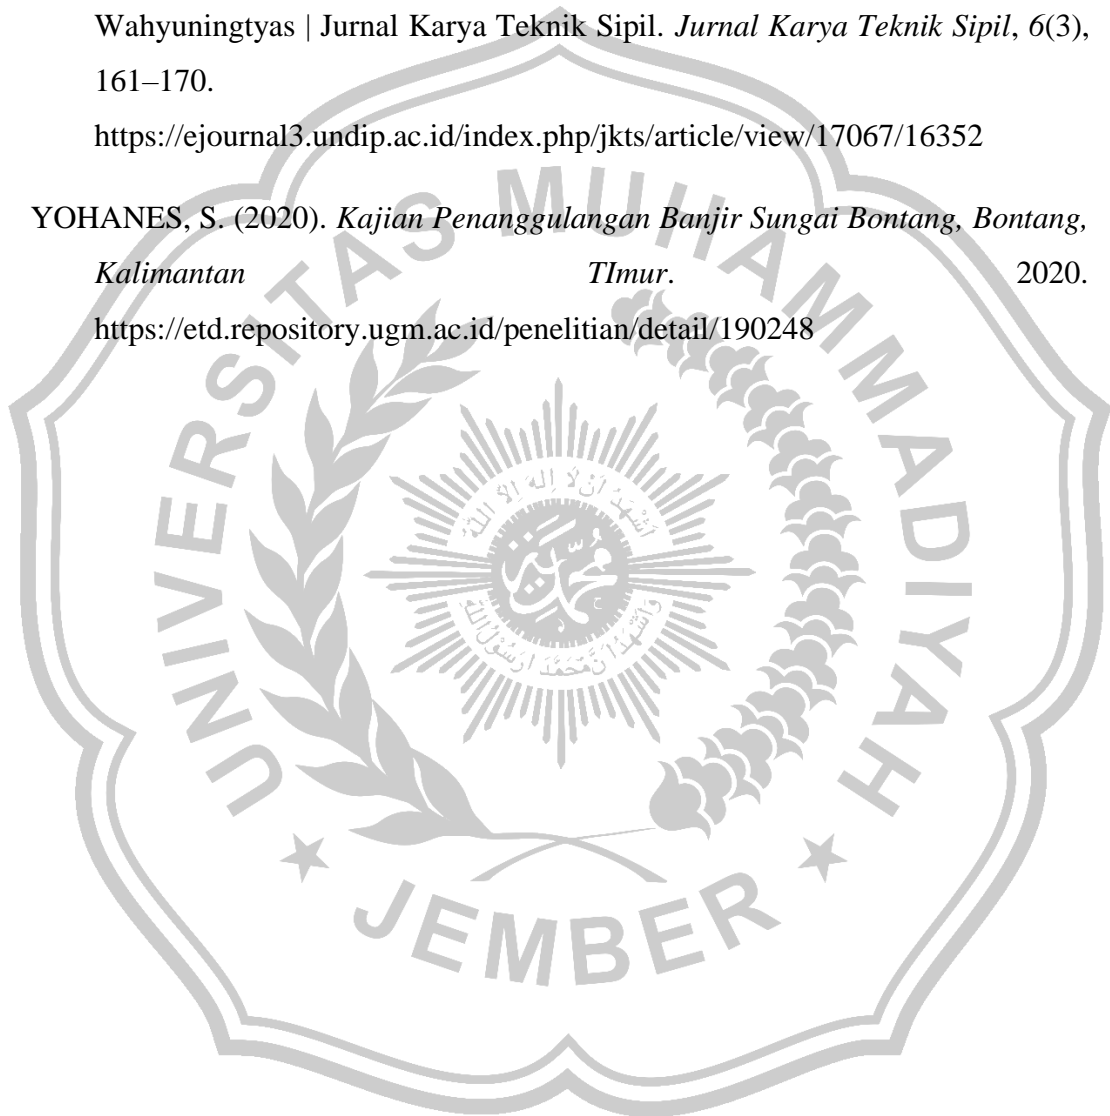 Wahyuningtyas | Jurnal Karya Teknik Sipil. Jurnal Karya Teknik Sipil, 6(3),
161–170.
https://ejournal3.undip.ac.id/index.php/jkts/article/view/17067/16352
YOHANES, S. (2020). Kajian Penanggulangan Banjir Sungai Bontang, Bontang,
Kalimantan TImur. 2020.
https://etd.repository.ugm.ac.id/penelitian/detail/190248
UNIVERSITAS MUHAMMADIYAH
JEMBER